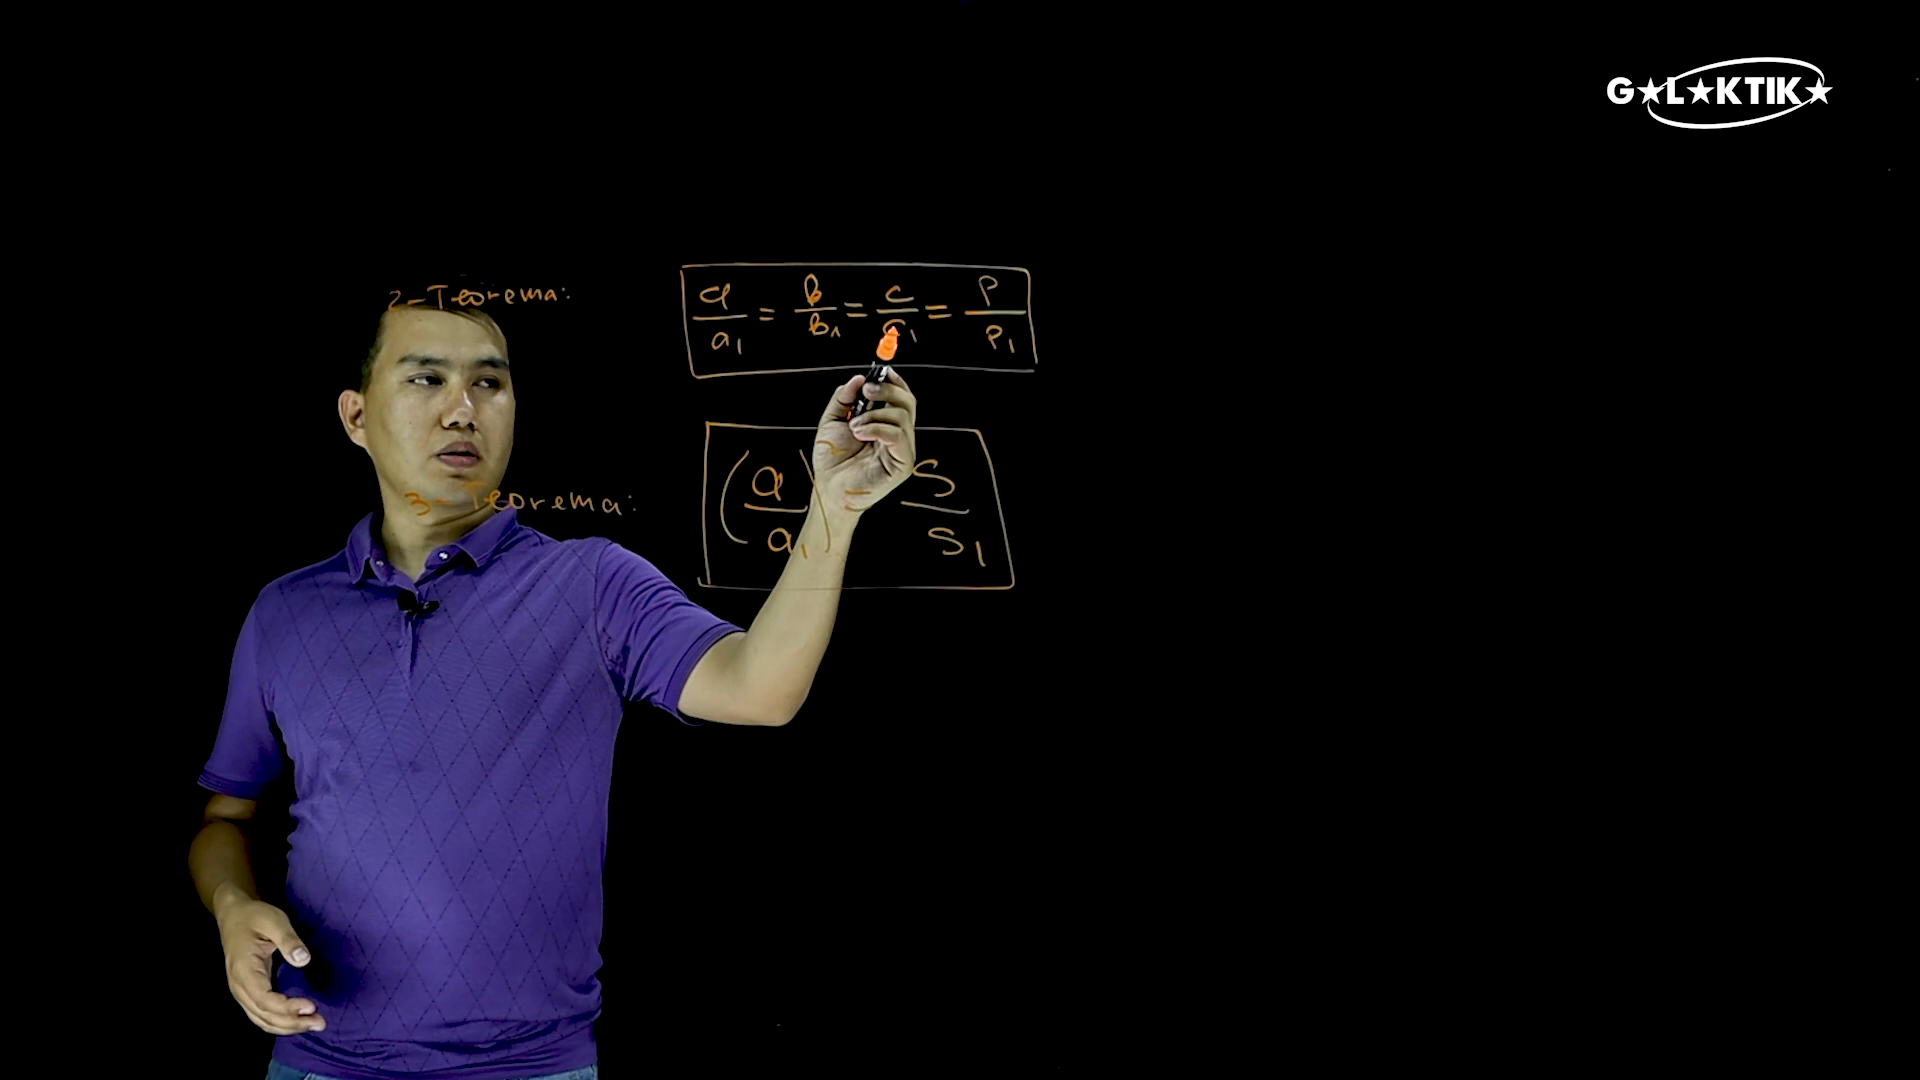 G★L★KTIK★
2-Teorema:
a/a₁ = b/b₁ = c/c₁ = P/P₁
3-Teorema:
(a/a₁)² = S/S₁